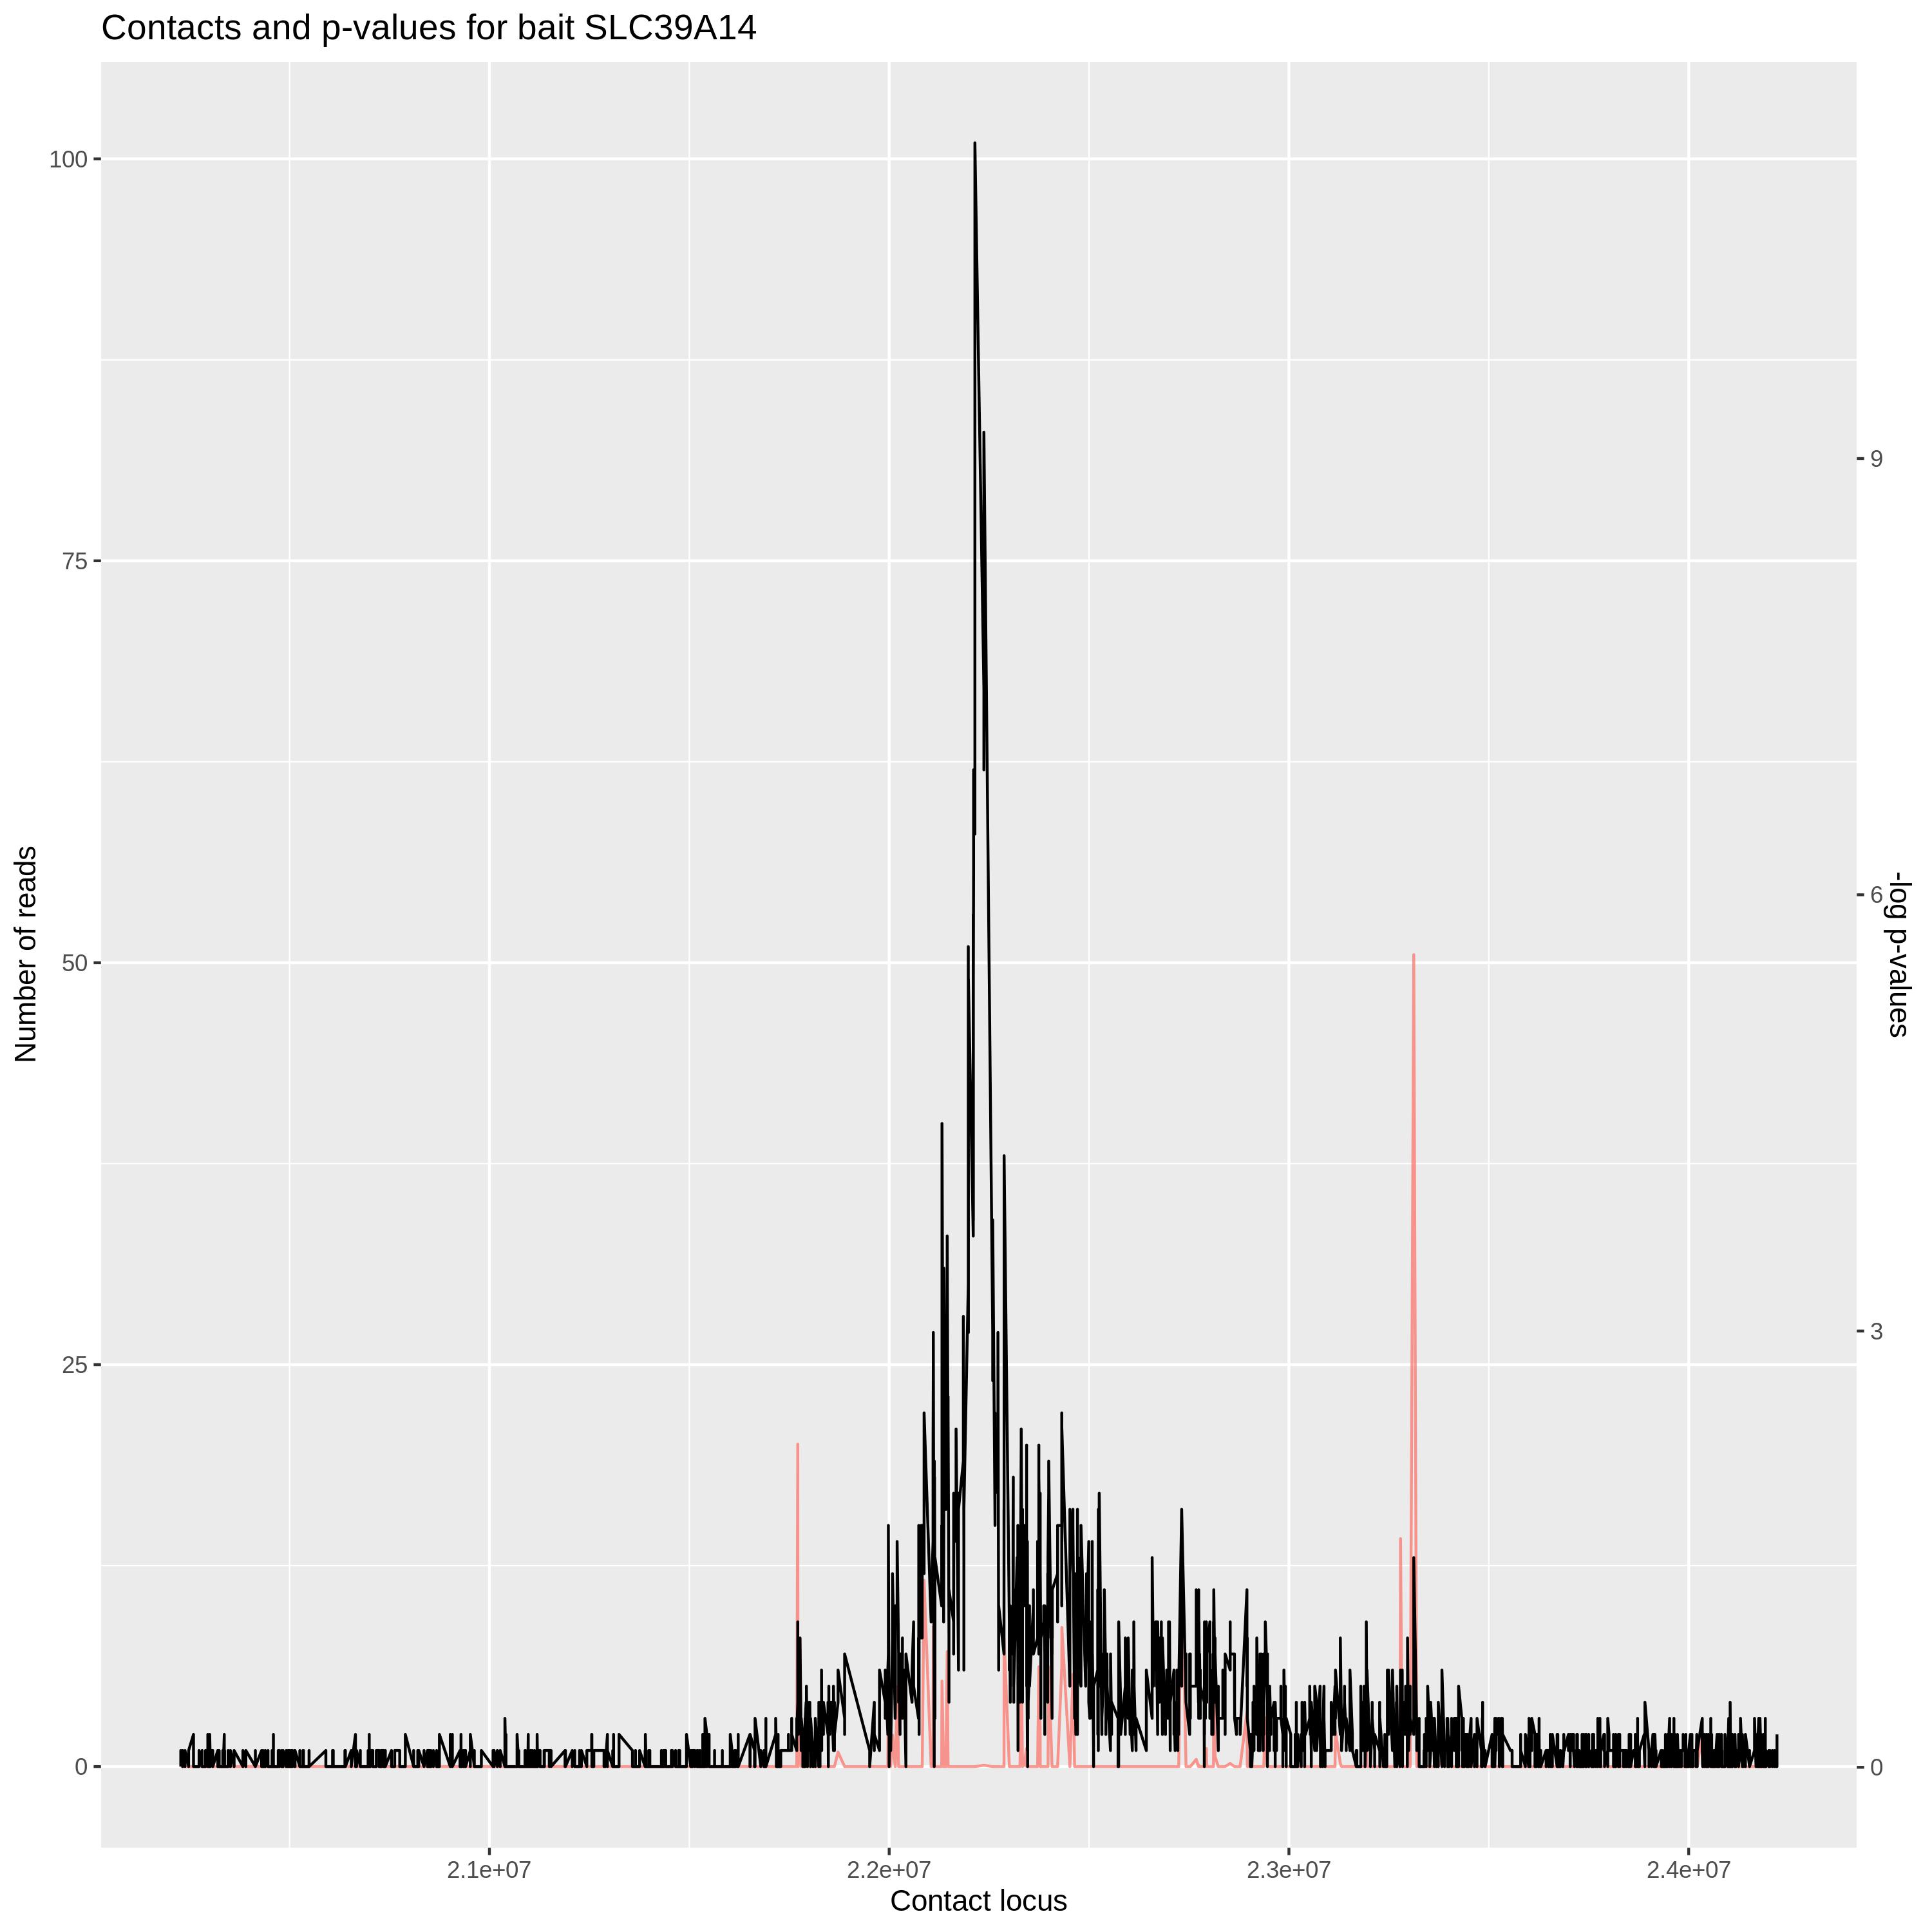 Contacts and p-values for bait SLC39A14
100
75
50
25
0
Number of reads
9
6
3
0
-log p-values
2.1e+07
2.2e+07
2.3e+07
2.4e+07
Contact locus